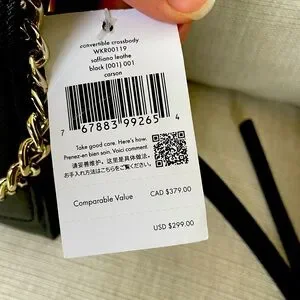 convertible crossbody
WKR00119
saffiano leathe
black (001) 001
carson
7 67883 99265 4
Take good care. Here's how.
Prenez-en bien soin. Voici comment.
请妥善维护。这里是具体做法。
お手入れ方法はこちらをご覧ください。
Comparable Value CAD $379.00
USD $299.00